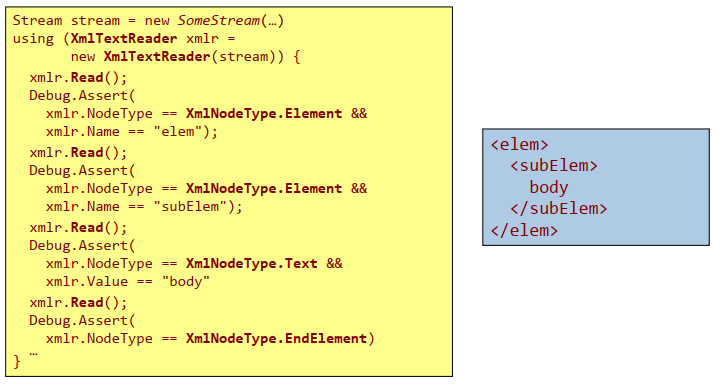 Stream stream = new SomeStream(…)
using (XmlTextReader xmlr =
new XmlTextReader(stream)) {
xmlr.Read();
Debug.Assert(
xmlr.NodeType == XmlNodeType.Element &&
xmlr.Name == "elem");
xmlr.Read();
Debug.Assert(
xmlr.NodeType == XmlNodeType.Element &&
xmlr.Name == "subElem");
xmlr.Read();
Debug.Assert(
xmlr.NodeType == XmlNodeType.Text &&
xmlr.Value == "body"
xmlr.Read();
Debug.Assert(
xmlr.NodeType == XmlNodeType.EndElement)
…
}
<elem>
<subElem>
body
</subElem>
</elem>